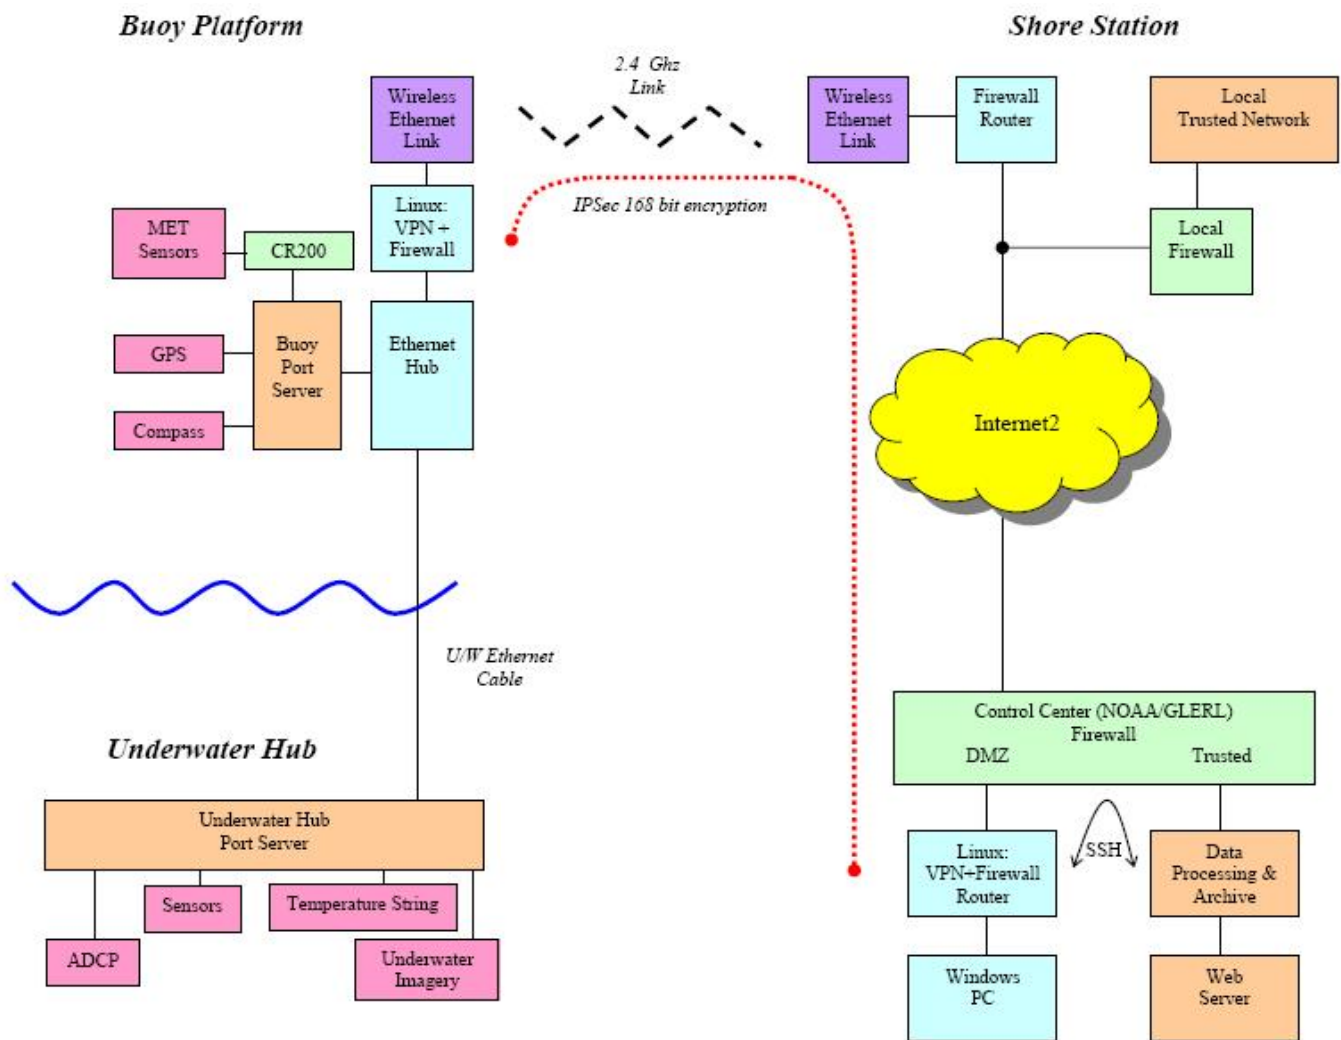 Buoy Platform
Shore Station
2.4 Ghz
Link
Wireless
Ethernet
Link
Wireless
Ethernet
Link
Firewall
Router
Local
Trusted Network
IPSec 168 bit encryption
Linux:
VPN +
Firewall
MET
Sensors
CR200
Local
Firewall
GPS
Buoy
Port
Server
Ethernet
Hub
Compass
Internet2
U/W Ethernet
Cable
Underwater Hub
Control Center (NOAA/GLERL)
Firewall
DMZ
Trusted
Underwater Hub
Port Server
Sensors
Temperature String
ADCP
Underwater
Imagery
Linux:
VPN+Firewall
Router
SSH
Data
Processing &
Archive
Windows
PC
Web
Server